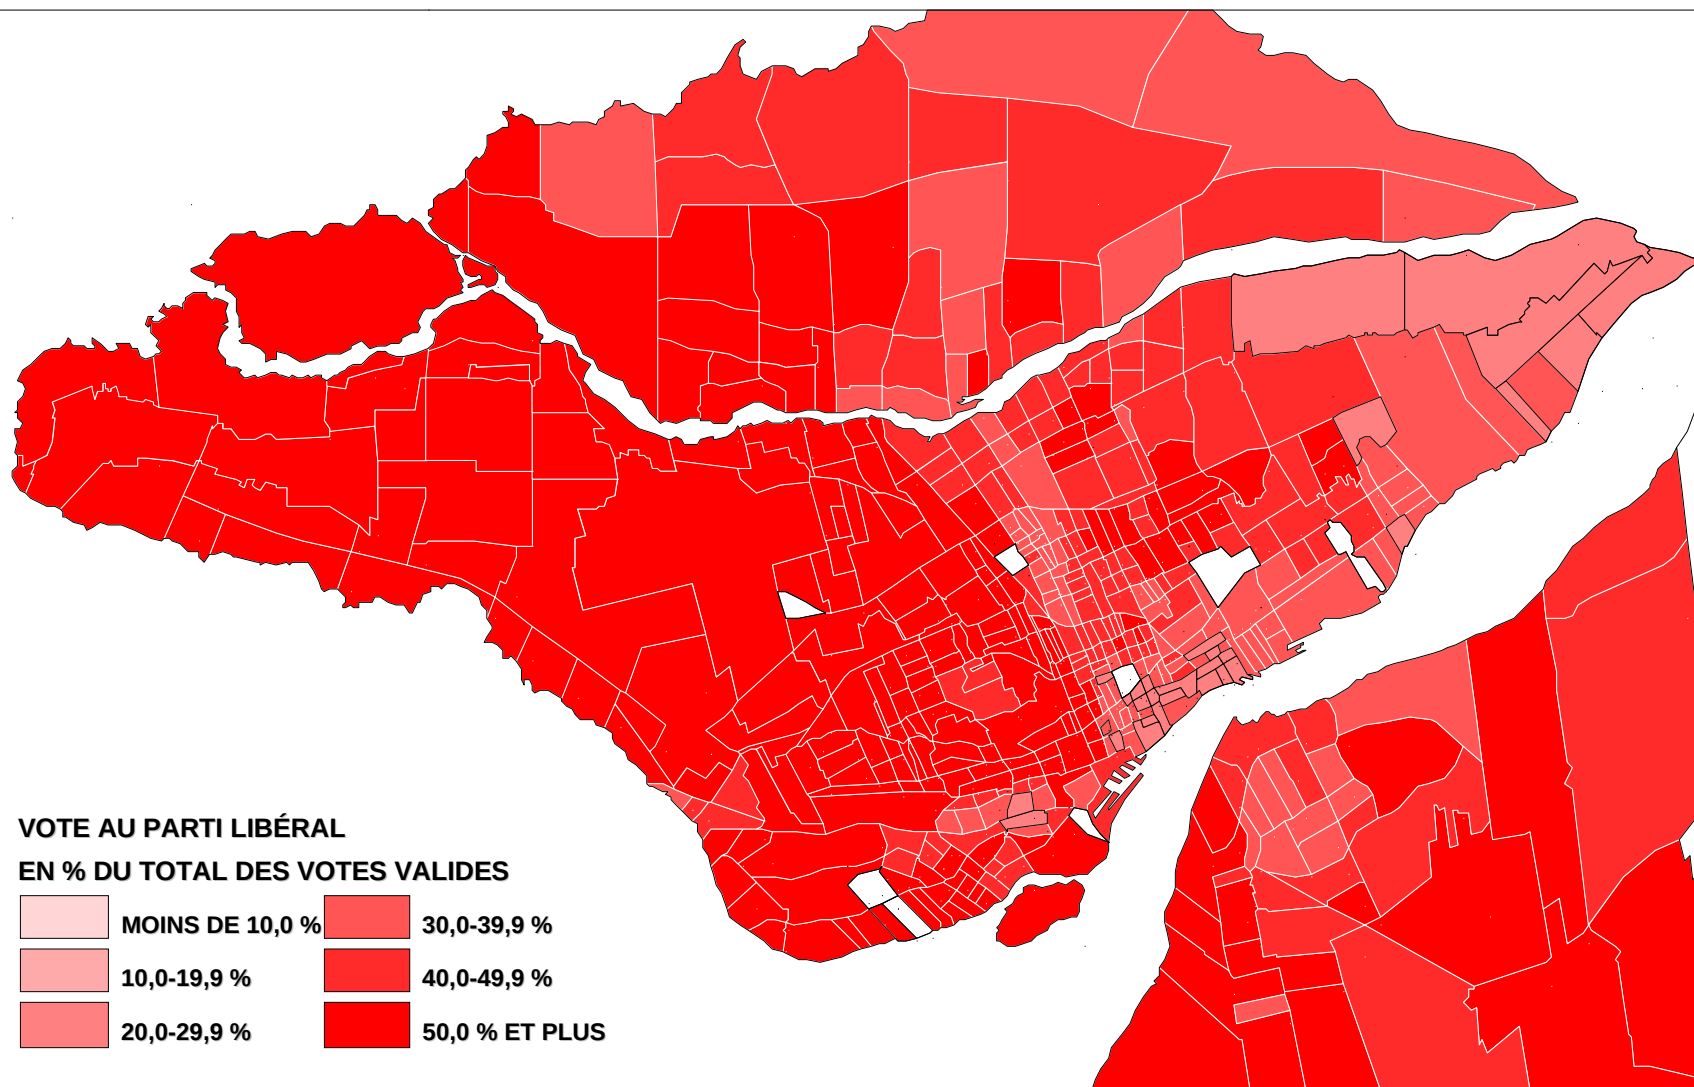 VOTE AU PARTI LIBÉRAL
EN % DU TOTAL DES VOTES VALIDES
MOINS DE 10,0 %
10,0-19,9 %
20,0-29,9 %
30,0-39,9 %
40,0-49,9 %
50,0 % ET PLUS